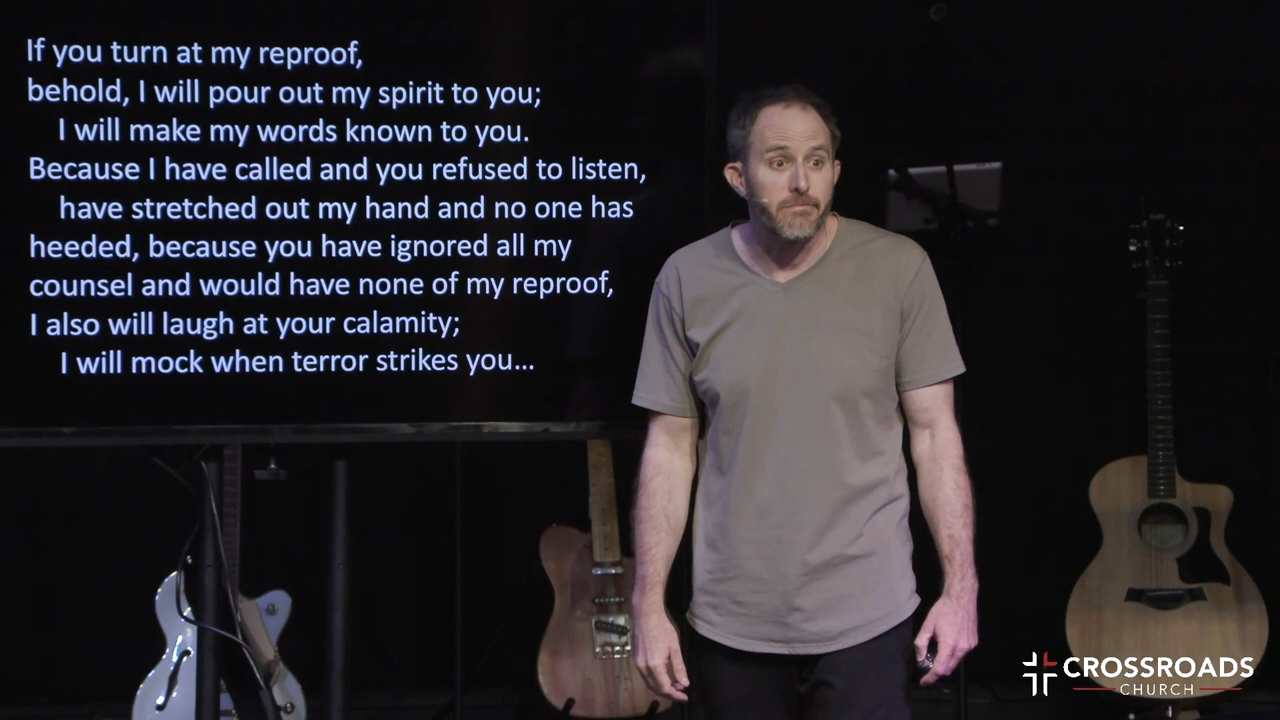 If you turn at my reproof,
behold, I will pour out my spirit to you;
I will make my words known to you.
Because I have called and you refused to listen,
have stretched out my hand and no one has
heeded, because you have ignored all my
counsel and would have none of my reproof,
I also will laugh at your calamity;
I will mock when terror strikes you...
CROSSROADS
CHURCH